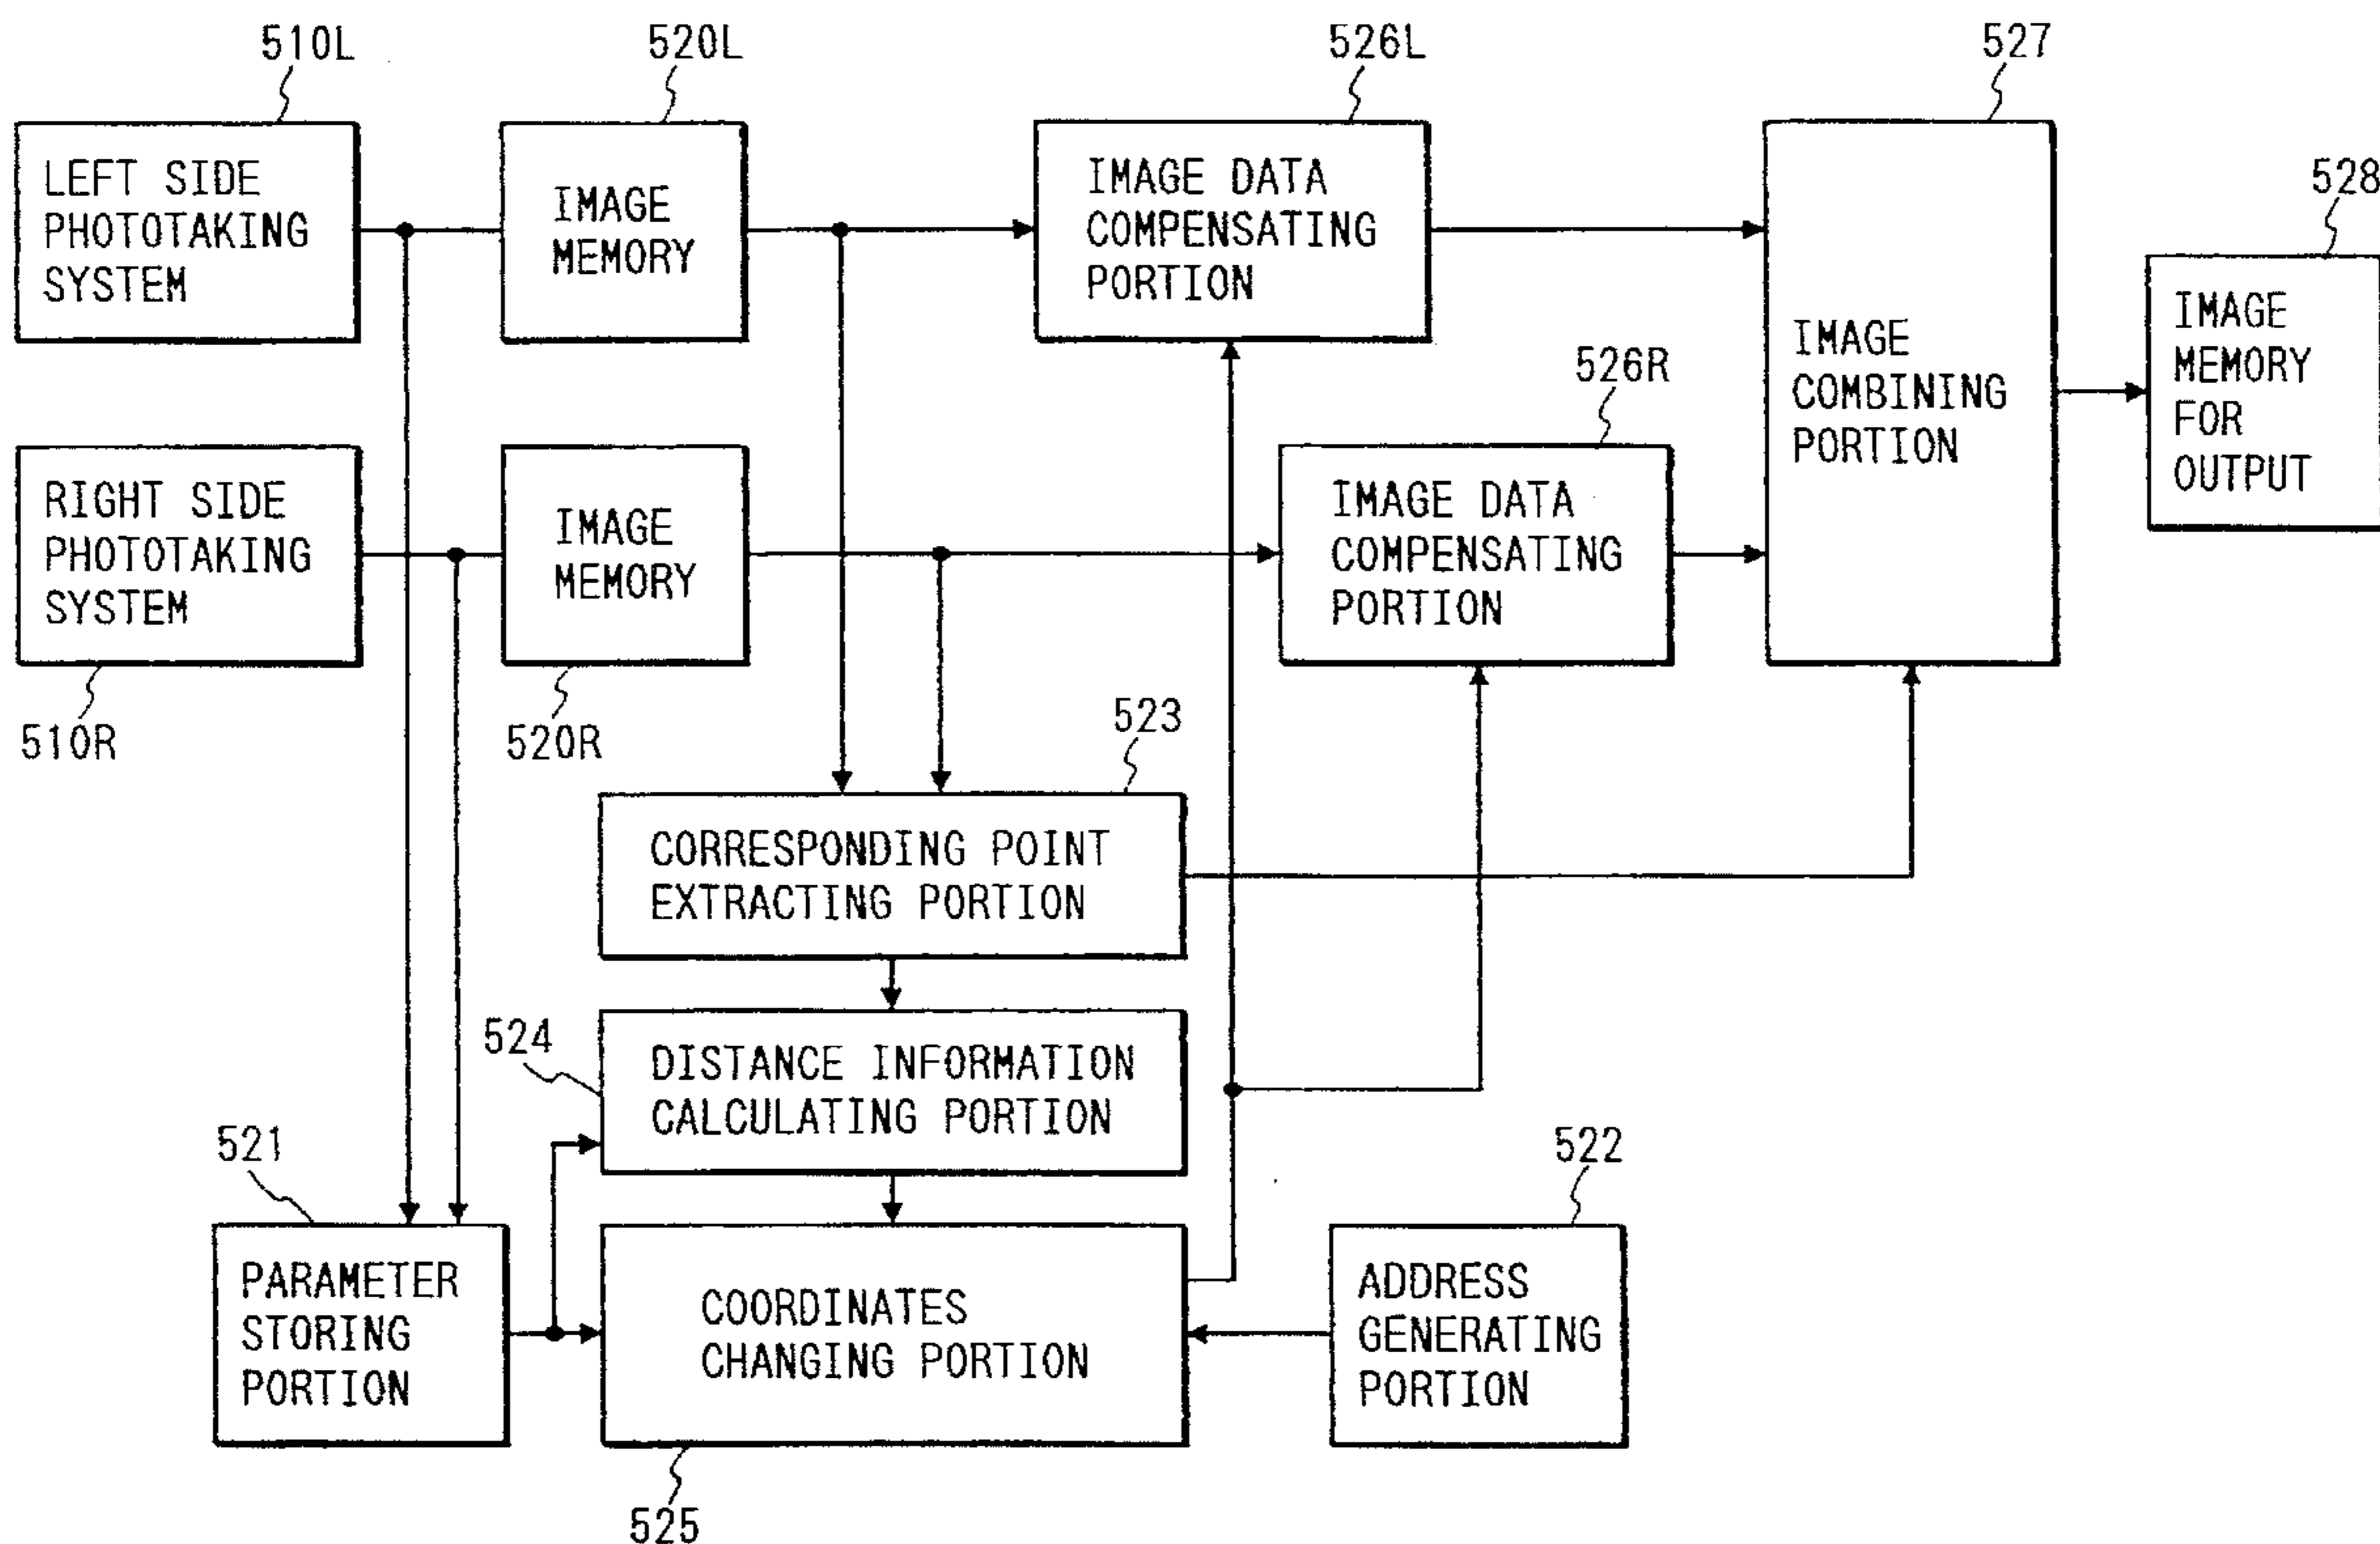 510L
520L
526L
527
LEFT SIDE
PHOTOTAKING
SYSTEM
IMAGE
MEMORY
IMAGE DATA
COMPENSATING
PORTION
528
IMAGE
MEMORY
FOR
OUTPUT
526R
IMAGE
COMBINING
PORTION
RIGHT SIDE
PHOTOTAKING
SYSTEM
IMAGE
MEMORY
IMAGE DATA
COMPENSATING
PORTION
510R
520R
523
CORRESPONDING POINT
EXTRACTING PORTION
524
DISTANCE INFORMATION
CALCULATING PORTION
521
522
PARAMETER
STORING
PORTION
COORDINATES
CHANGING PORTION
ADDRESS
GENERATING
PORTION
525